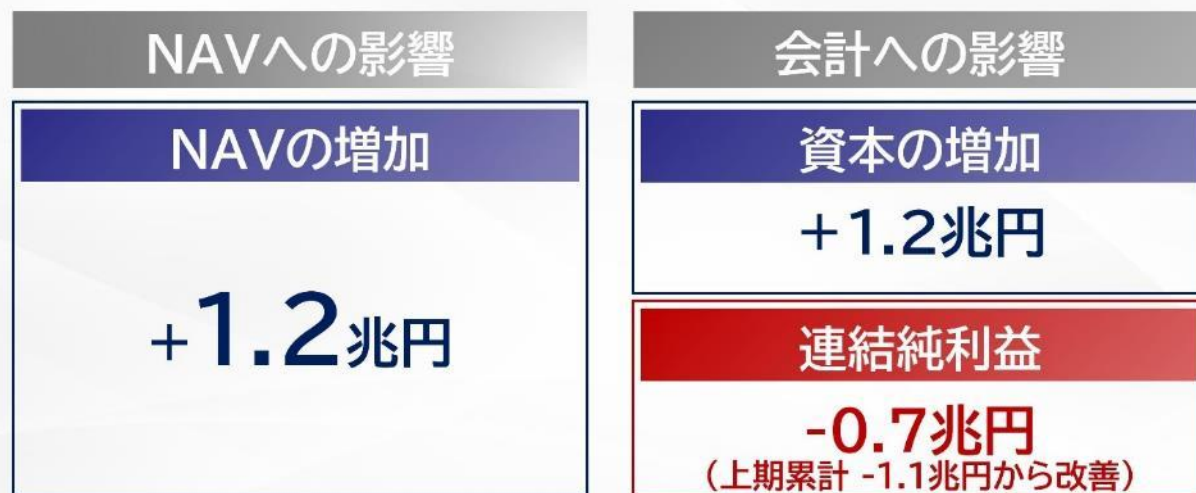 NAVへの影響
NAVの増加
+1.2兆円
会計への影響
資本の増加
+1.2兆円
連結純利益
-0.7兆円
(上期累計 -1.1兆円から改善)